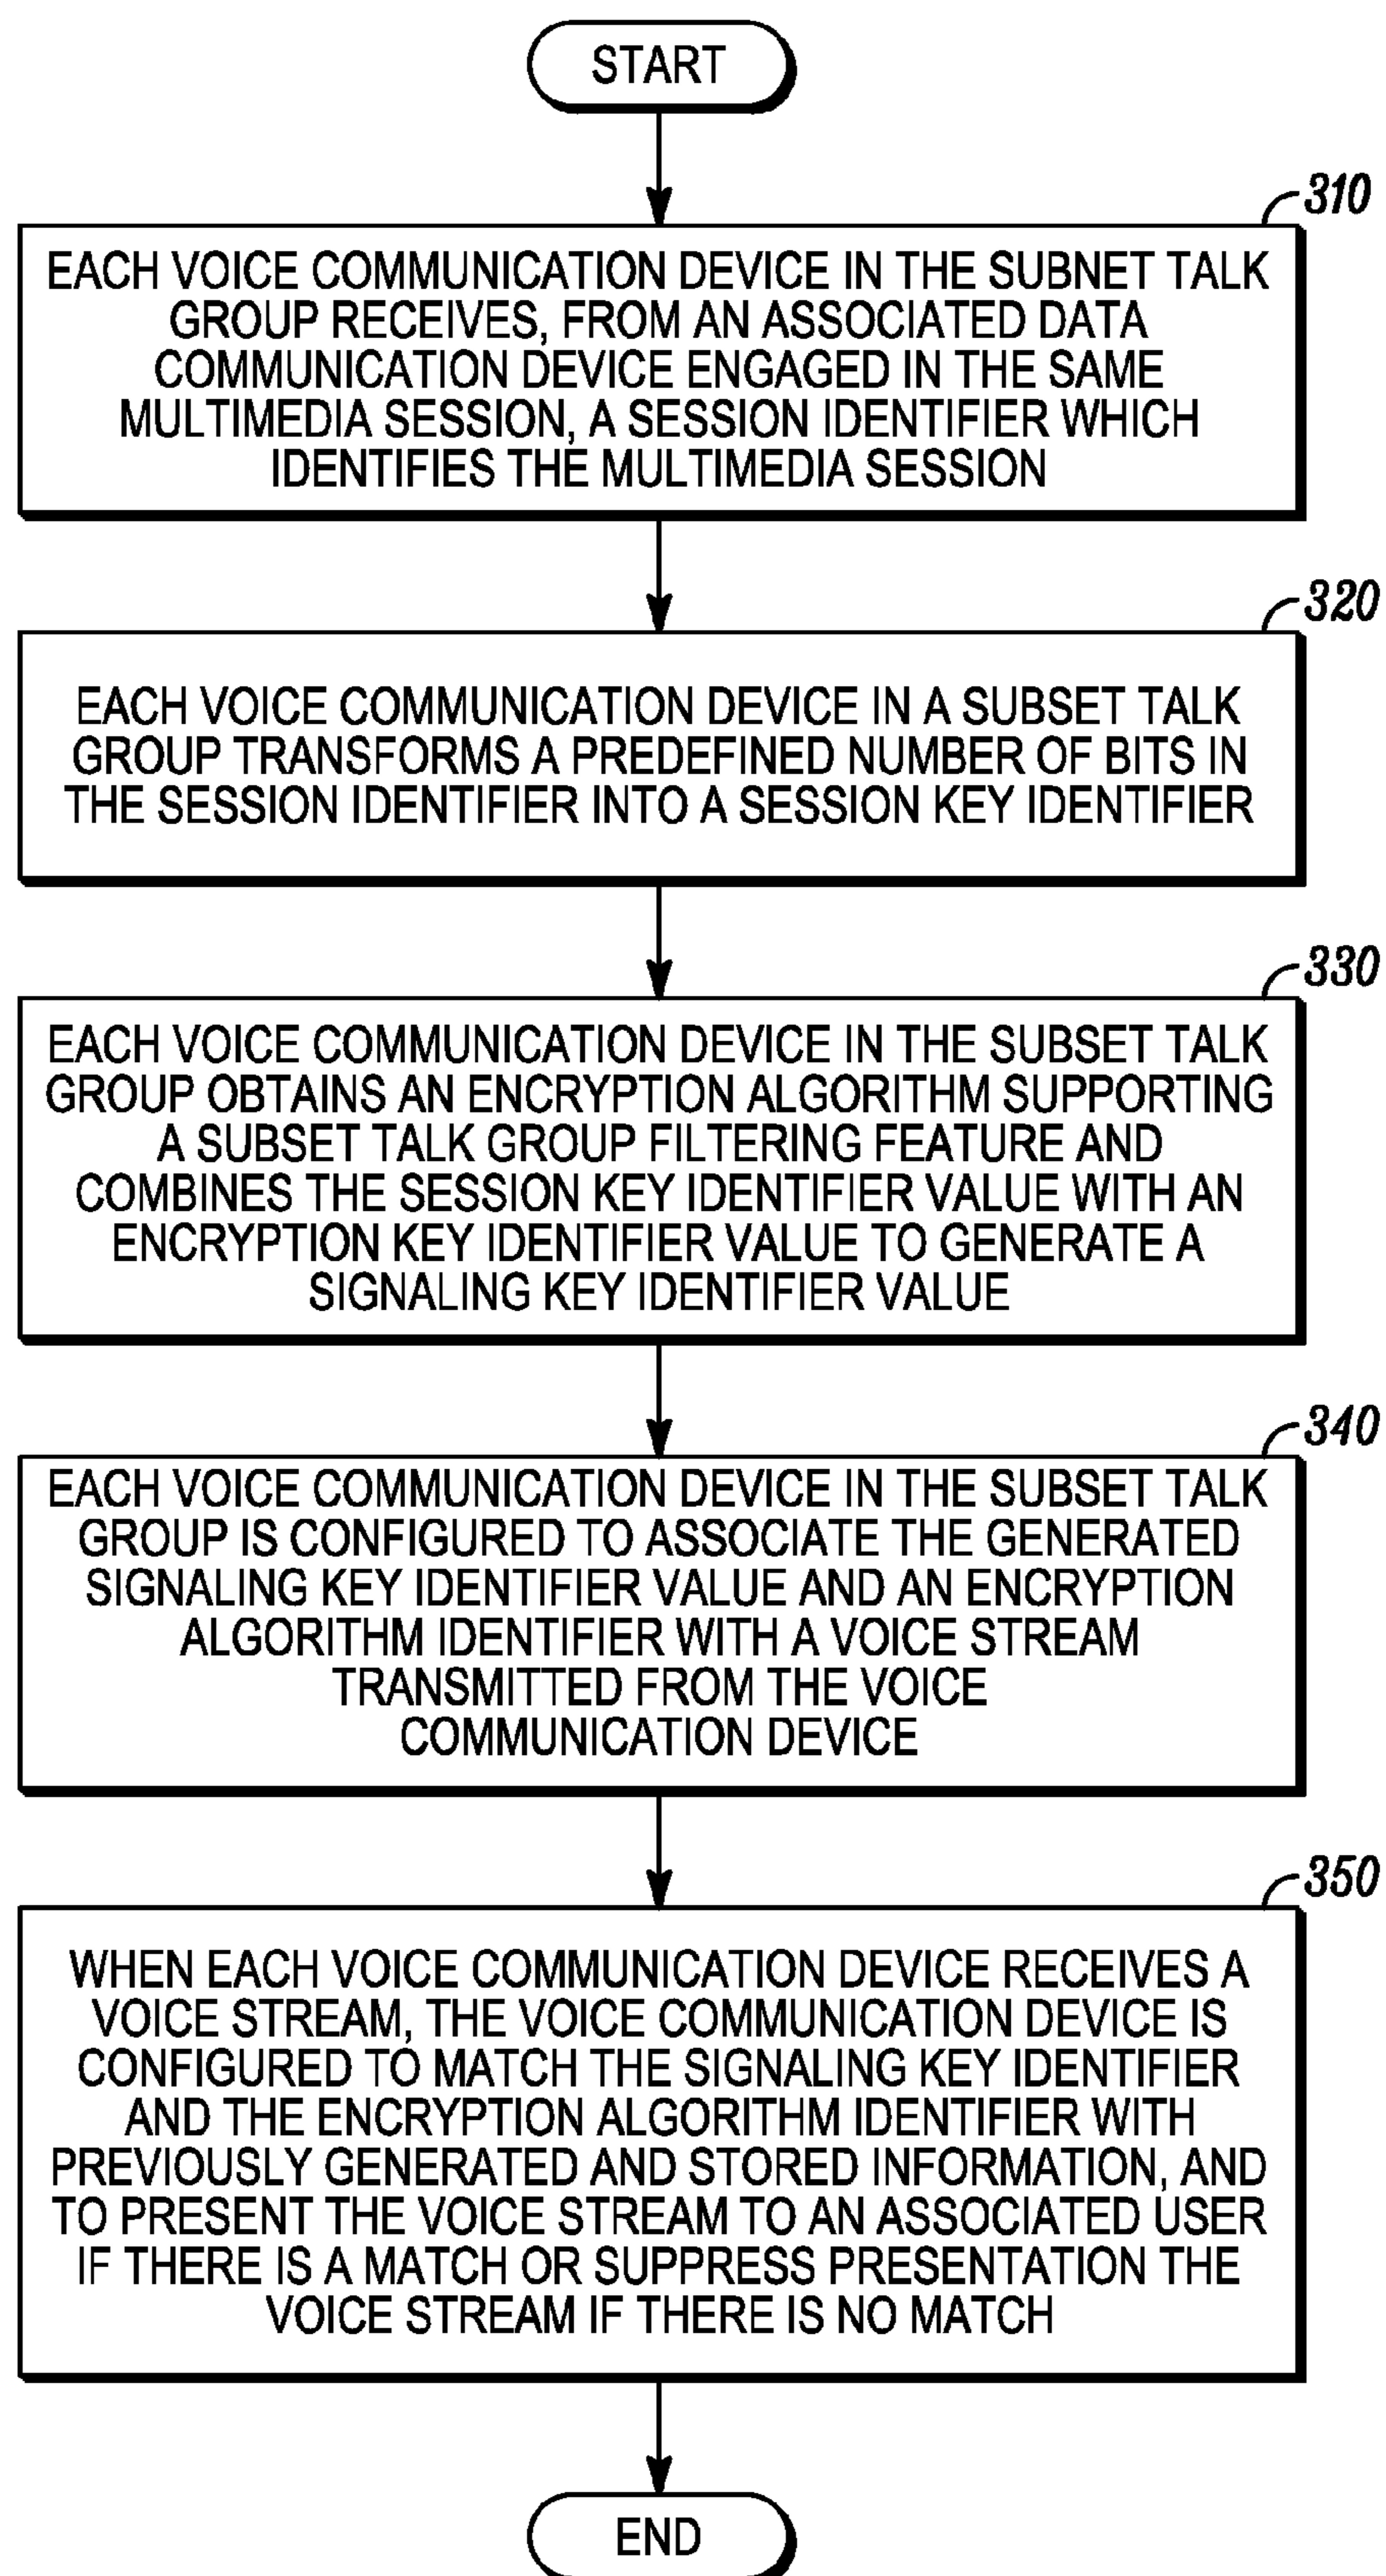 START
310
EACH VOICE COMMUNICATION DEVICE IN THE SUBNET TALK
GROUP RECEIVES, FROM AN ASSOCIATED DATA
COMMUNICATION DEVICE ENGAGED IN THE SAME
MULTIMEDIA SESSION, A SESSION IDENTIFIER WHICH
IDENTIFIES THE MULTIMEDIA SESSION
320
EACH VOICE COMMUNICATION DEVICE IN A SUBSET TALK
GROUP TRANSFORMS A PREDEFINED NUMBER OF BITS IN
THE SESSION IDENTIFIER INTO A SESSION KEY IDENTIFIER
330
EACH VOICE COMMUNICATION DEVICE IN THE SUBSET TALK
GROUP OBTAINS AN ENCRYPTION ALGORITHM SUPPORTING
A SUBSET TALK GROUP FILTERING FEATURE AND
COMBINES THE SESSION KEY IDENTIFIER VALUE WITH AN
ENCRYPTION KEY IDENTIFIER VALUE TO GENERATE A
SIGNALING KEY IDENTIFIER VALUE
340
EACH VOICE COMMUNICATION DEVICE IN THE SUBSET TALK
GROUP IS CONFIGURED TO ASSOCIATE THE GENERATED
SIGNALING KEY IDENTIFIER VALUE AND AN ENCRYPTION
ALGORITHM IDENTIFIER WITH A VOICE STREAM
TRANSMITTED FROM THE VOICE
COMMUNICATION DEVICE
350
WHEN EACH VOICE COMMUNICATION DEVICE RECEIVES A
VOICE STREAM, THE VOICE COMMUNICATION DEVICE IS
CONFIGURED TO MATCH THE SIGNALING KEY IDENTIFIER
AND THE ENCRYPTION ALGORITHM IDENTIFIER WITH
PREVIOUSLY GENERATED AND STORED INFORMATION, AND
TO PRESENT THE VOICE STREAM TO AN ASSOCIATED USER
IF THERE IS A MATCH OR SUPPRESS PRESENTATION THE
VOICE STREAM IF THERE IS NO MATCH
END